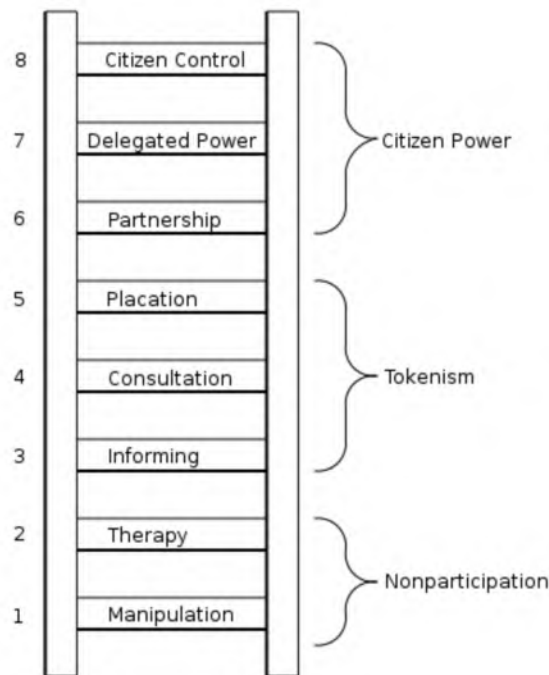 8 Citizen Control
7 Delegated Power
Citizen Power
6 Partnership
5 Placation
4 Consultation
Tokenism
3 Informing
2 Therapy
Nonparticipation
1 Manipulation